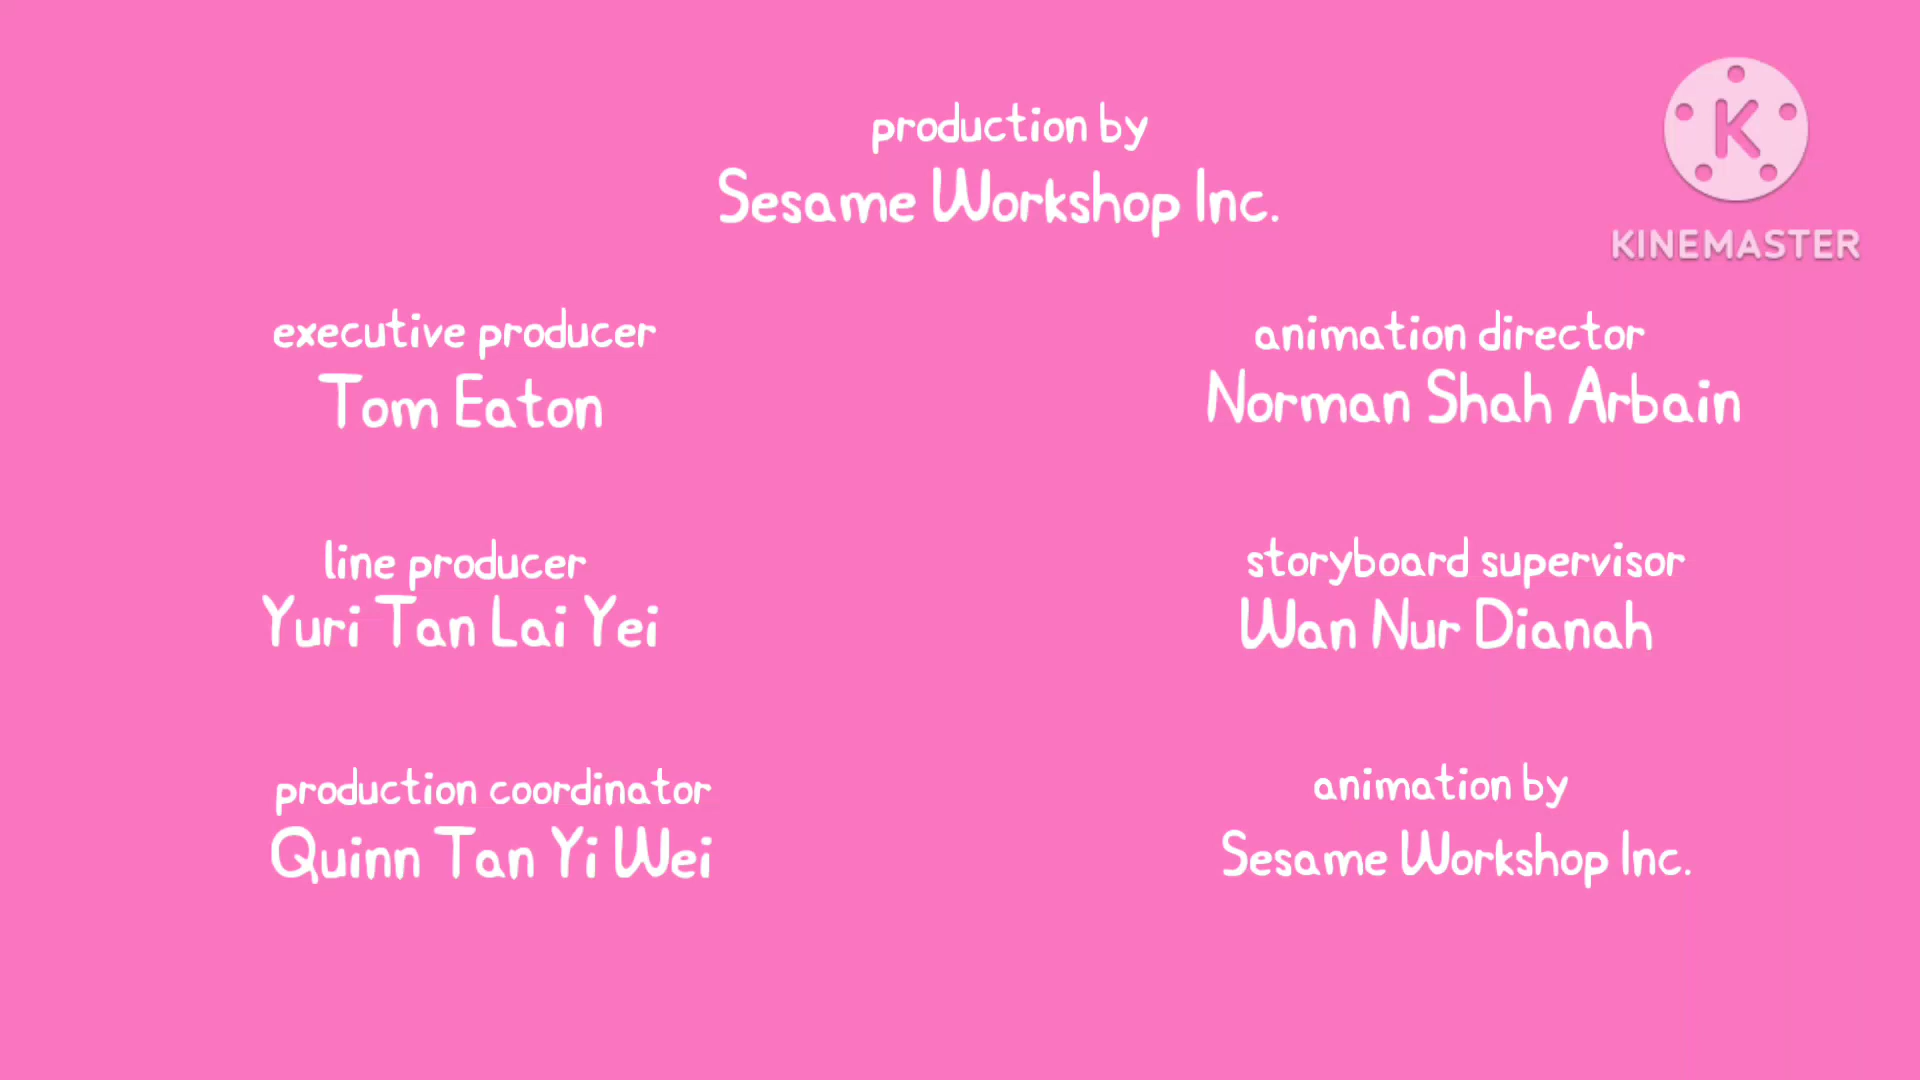 production by
Sesame Workshop Inc.
K
KINEMASTER
executive producer
Tom Eaton
animation director
Norman Shah Arbain
line producer
Yuri Tan Lai Yei
storyboard supervisor
Wan Nur Dianah
production coordinator
Quinn Tan Yi Wei
animation by
Sesame Workshop Inc.